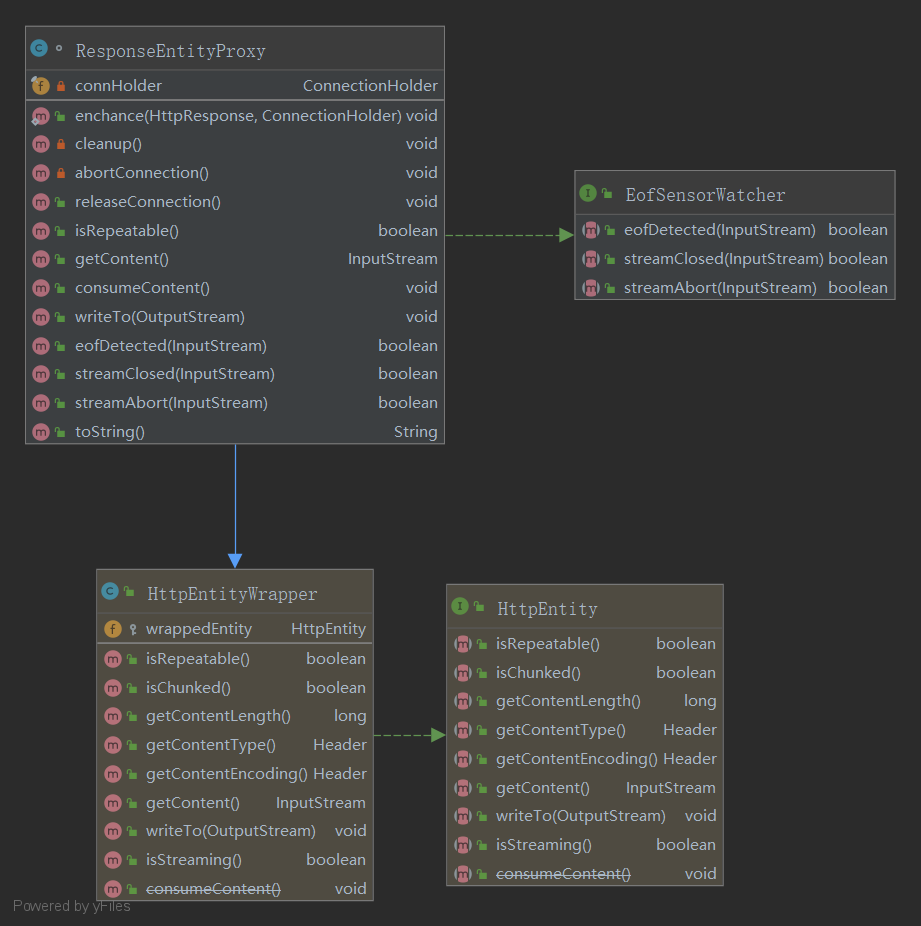 ResponseEntityProxy
connHolder ConnectionHolder
enchance(HttpResponse, ConnectionHolder) void
cleanup() void
abortConnection() void
releaseConnection() void
isRepeatable() boolean
getContent() InputStream
consumeContent() void
writeTo(OutputStream) void
eofDetected(InputStream) boolean
streamClosed(InputStream) boolean
streamAbort(InputStream) boolean
toString() String
EofSensorWatcher
eofDetected(InputStream) boolean
streamClosed(InputStream) boolean
streamAbort(InputStream) boolean
HttpEntityWrapper
wrappedEntity HttpEntity
isRepeatable() boolean
isChunked() boolean
getContentLength() long
getContentType() Header
getContentEncoding() Header
getContent() InputStream
writeTo(OutputStream) void
isStreaming() boolean
consumeContent() void
HttpEntity
isRepeatable() boolean
isChunked() boolean
getContentLength() long
getContentType() Header
getContentEncoding() Header
getContent() InputStream
writeTo(OutputStream) void
isStreaming() boolean
consumeContent() void
Powered by yFiles